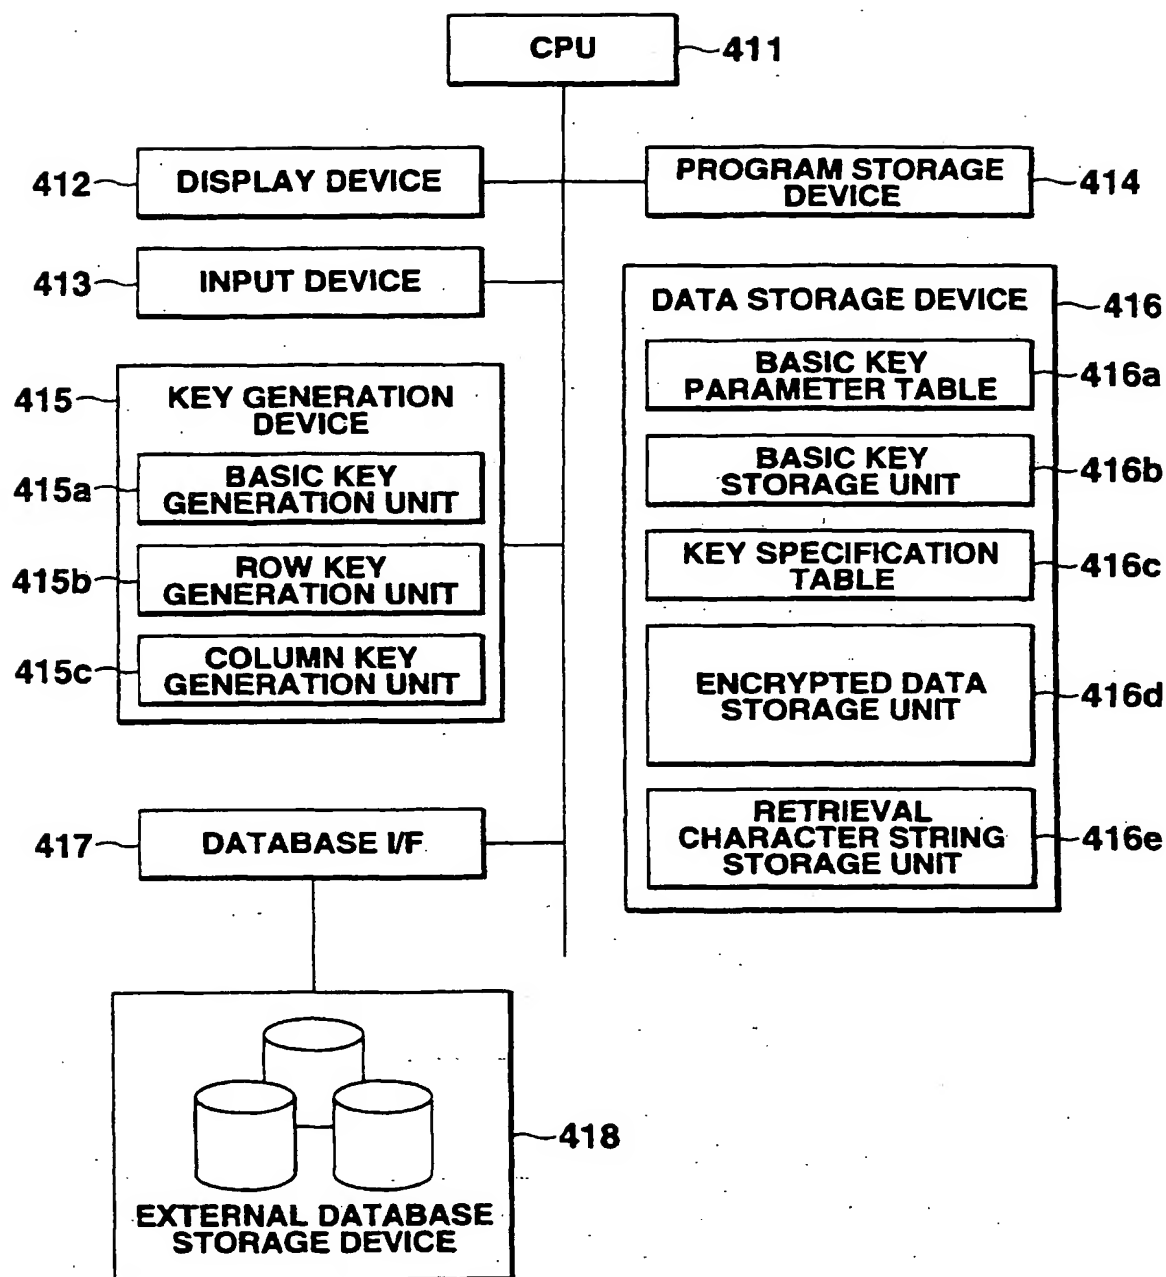 CPU
411
412
DISPLAY DEVICE
PROGRAM STORAGE
DEVICE
414
413
INPUT DEVICE
DATA STORAGE DEVICE
416
BASIC KEY
PARAMETER TABLE
416a
BASIC KEY
STORAGE UNIT
416b
KEY SPECIFICATION
TABLE
416c
ENCRYPTED DATA
STORAGE UNIT
416d
RETRIEVAL
CHARACTER STRING
STORAGE UNIT
416e
415
KEY GENERATION
DEVICE
415a
BASIC KEY
GENERATION UNIT
415b
ROW KEY
GENERATION UNIT
415c
COLUMN KEY
GENERATION UNIT
417
DATABASE I/F
418
EXTERNAL DATABASE
STORAGE DEVICE